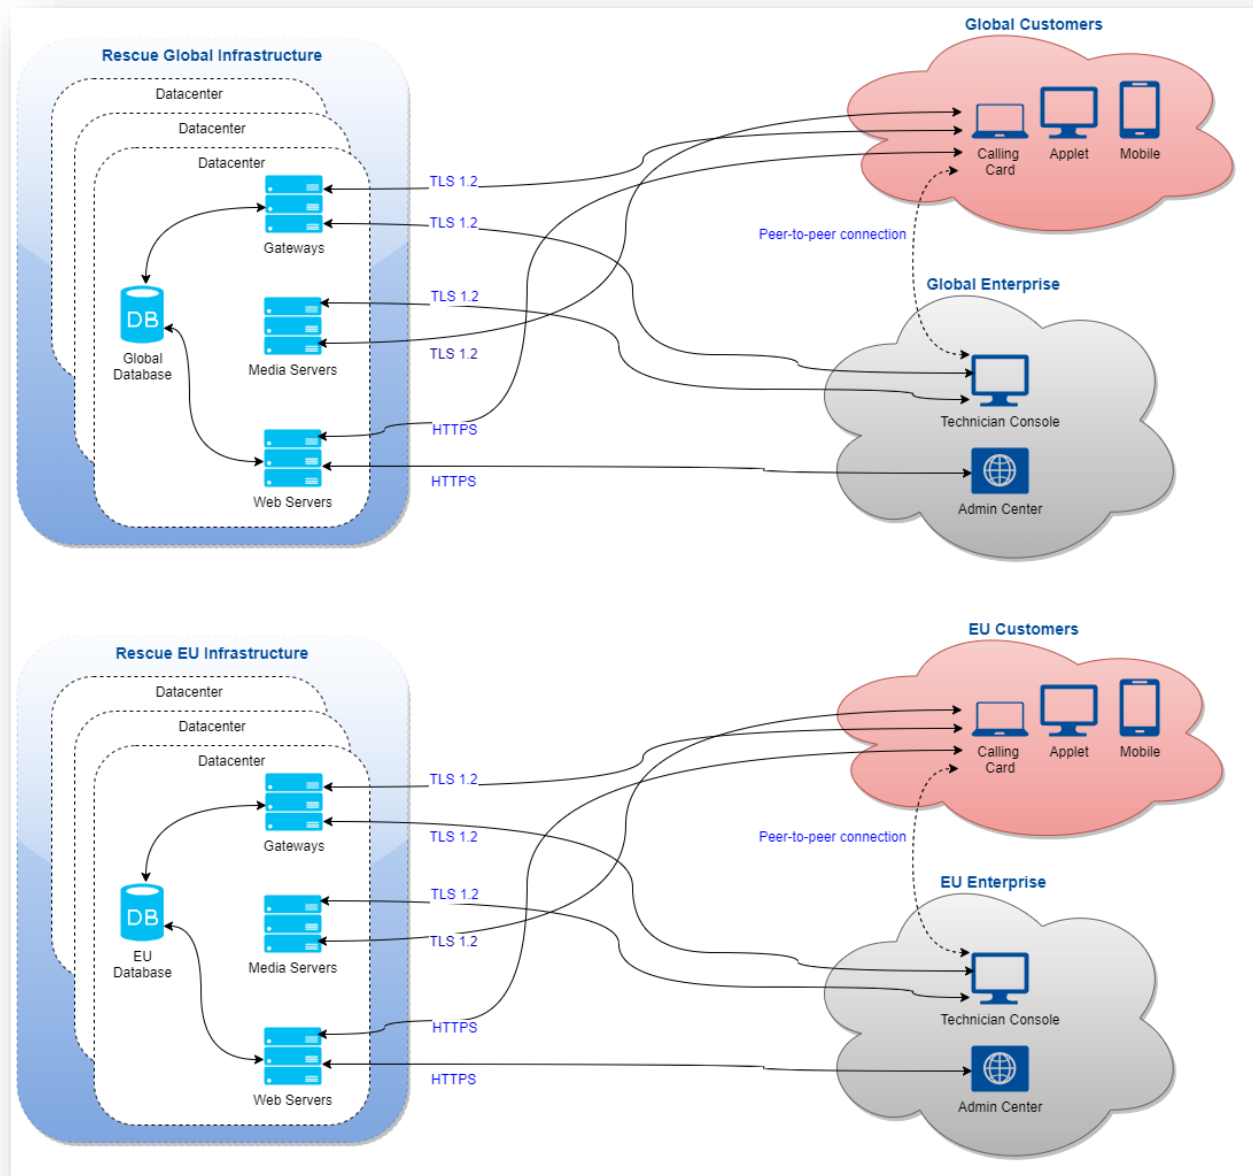 Global Customers
Rescue Global Infrastructure
Datacenter
Datacenter
Datacenter
Gateways
DB
Global
Database
Media Servers
Web Servers
TLS 1.2
TLS 1.2
TLS 1.2
TLS 1.2
HTTPS
HTTPS
Calling
Card
Applet
Mobile
Peer-to-peer connection
Global Enterprise
Technician Console
Admin Center
EU Customers
Rescue EU Infrastructure
Datacenter
Datacenter
Datacenter
Gateways
DB
EU
Database
Media Servers
Web Servers
TLS 1.2
TLS 1.2
TLS 1.2
TLS 1.2
HTTPS
HTTPS
Calling
Card
Applet
Mobile
Peer-to-peer connection
EU Enterprise
Technician Console
Admin Center